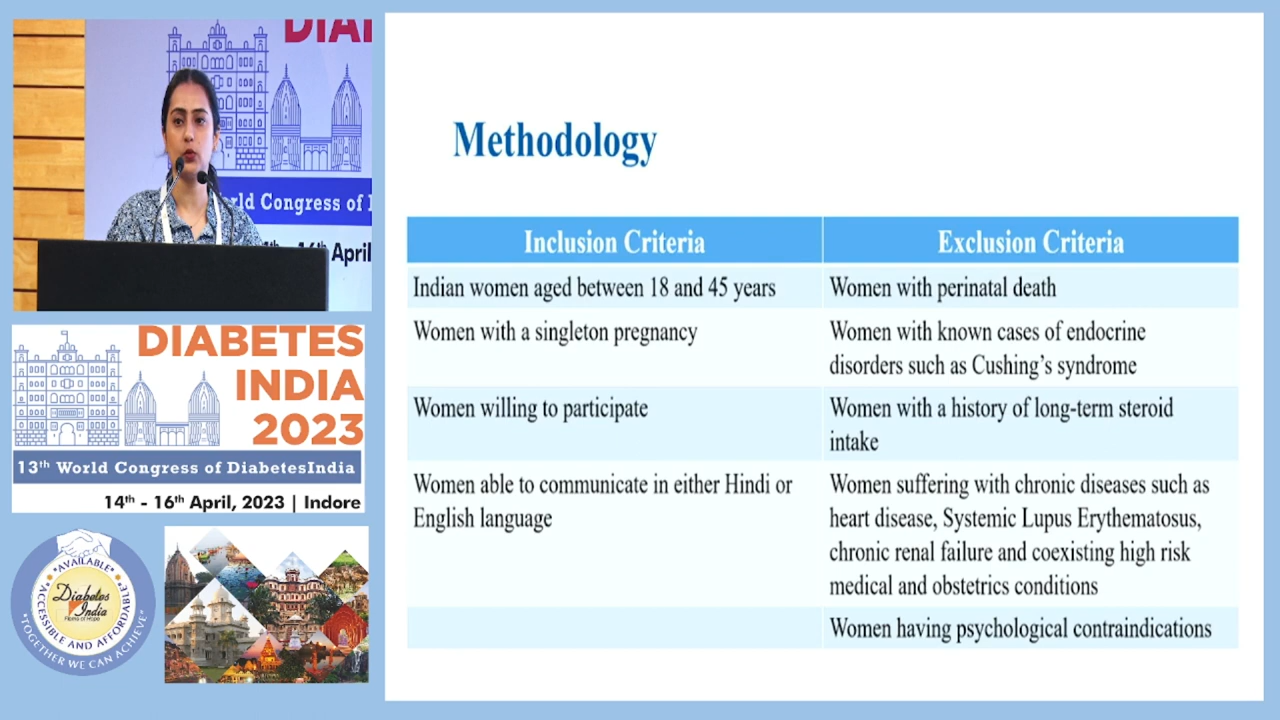 DIA
rld Congress of
April
DIABETES
INDIA
2023
13th World Congress of DiabetesIndia
14th - 16th April, 2023 | Indore
"AVAILABLE"
ACCESSIBLE AND AFFORDABLE
Diabetes
India
"TOGETHER WE CAN ACHIEVE"
Methodology
Inclusion Criteria
Exclusion Criteria
Indian women aged between 18 and 45 years
Women with perinatal death
Women with a singleton pregnancy
Women with known cases of endocrine
disorders such as Cushing's syndrome
Women willing to participate
Women with a history of long-term steroid
intake
Women able to communicate in either Hindi or
English language
Women suffering with chronic diseases such as
heart disease, Systemic Lupus Erythematosus,
chronic renal failure and coexisting high risk
medical and obstetrics conditions
Women having psychological contraindications